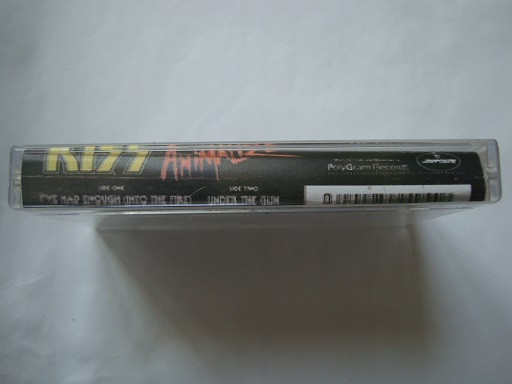 KISS ANIMALIZE
PolyGram Records
SIDE ONE
SIDE TWO
I'VE HAD ENOUGH (INTO THE FIRE)
UNDER THE GUN